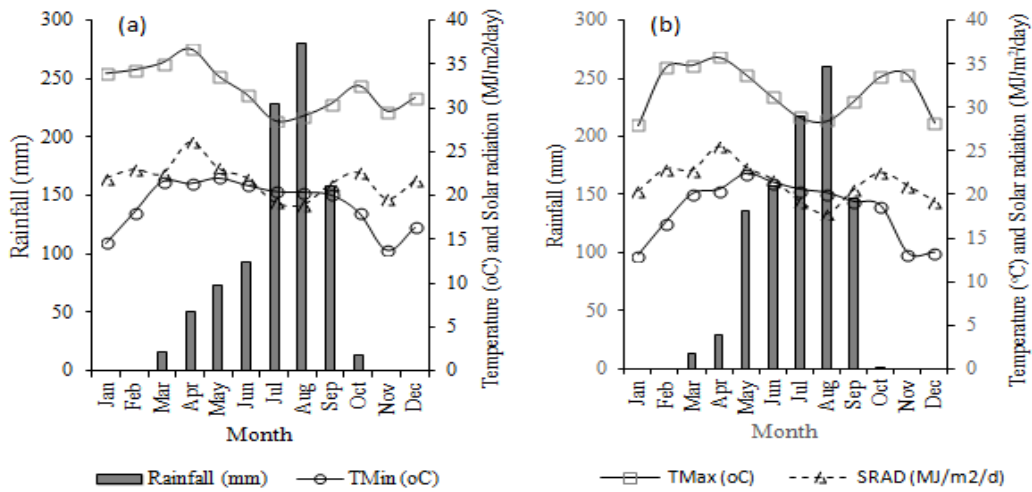 (a)
300
250
200
150
100
50
0
Rainfall (mm)
40
35
30
25
20
15
10
5
0
Temperature (oC) and Solar radiation (MJ/m2/day)
Jan Feb Mar Apr May Jun Jul Aug Sep Oct Nov Dec
Month
(b)
300
250
200
150
100
50
0
Rainfall (mm)
40
35
30
25
20
15
10
5
0
Temperature (°C) and Solar radiation (MJ/m²/day)
Jan Feb Mar Apr May Jun Jul Aug Sep Oct Nov Dec
Month
Rainfall (mm) TMin (oC) TMax (oC) SRAD (MJ/m2/d)